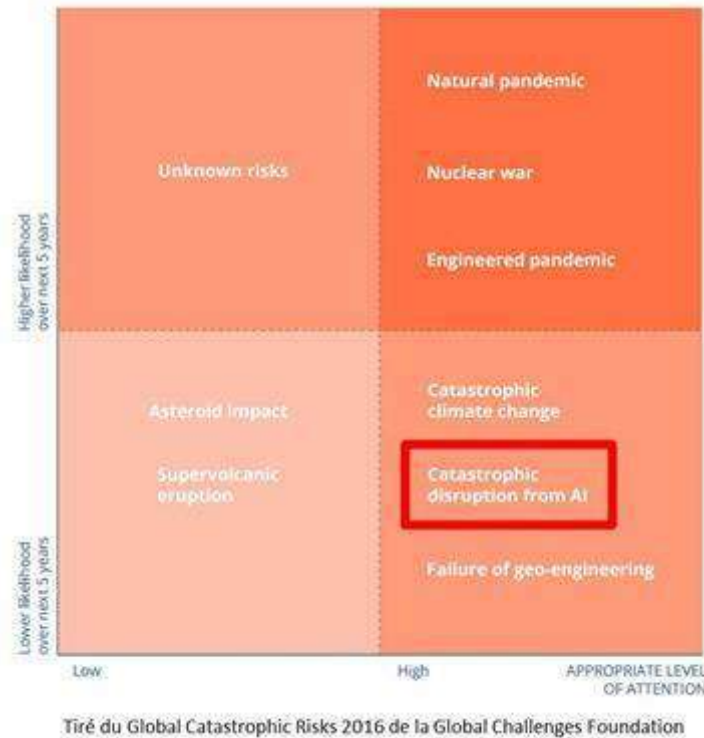 Natural pandemic
Unknown risks
Nuclear war
Engineered pandemic
Higher likelihood
over next 5 years
Asteroid impact
Catastrophic
climate change
Supervolcanic
eruption
Catastrophic
disruption from AI
Failure of geo-engineering
Lower likelihood
over next 5 years
Low
High
APPROPRIATE LEVEL
OF ATTENTION
Tiré du Global Catastrophic Risks 2016 de la Global Challenges Foundation